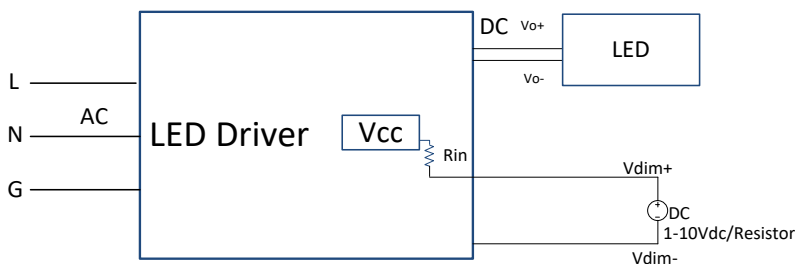 DC
Vo+
LED
Vo-
L
AC
N
LED Driver
Vcc
Rin
G
Vdim+
+
-
DC
1-10Vdc/Resistor
Vdim-